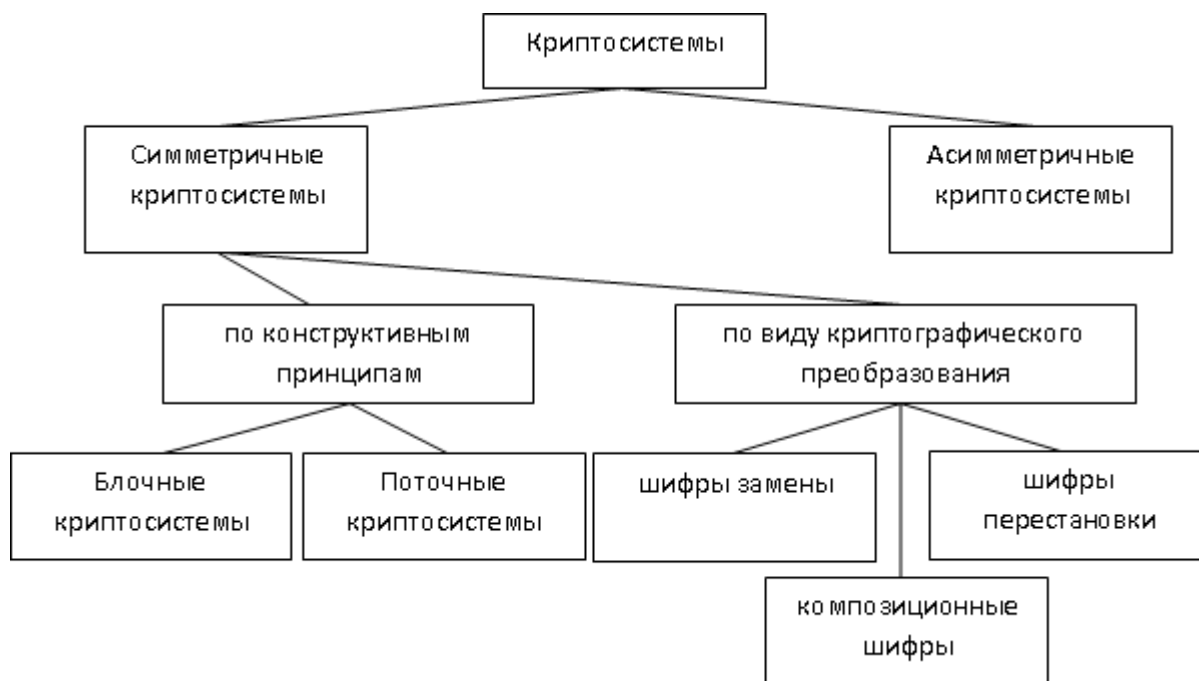 Криптосистемы
Симметричные
криптосистемы
Асимметричные
криптосистемы
по конструктивным
принципам
по виду криптографического
преобразования
Блочные
криптосистемы
Поточные
криптосистемы
шифры замены
шифры
перестановки
композиционные
шифры